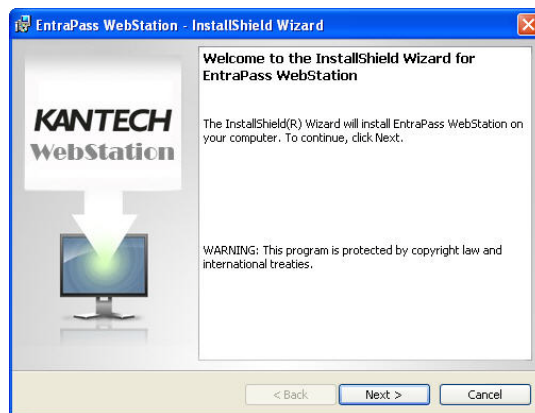 EntraPass WebStation - InstallShield Wizard
KANTECH
WebStation
Welcome to the InstallShield Wizard for
EntraPass WebStation
The InstallShield(R) Wizard will install EntraPass WebStation on
your computer. To continue, click Next.
WARNING: This program is protected by copyright law and
international treaties.
< Back
Next >
Cancel